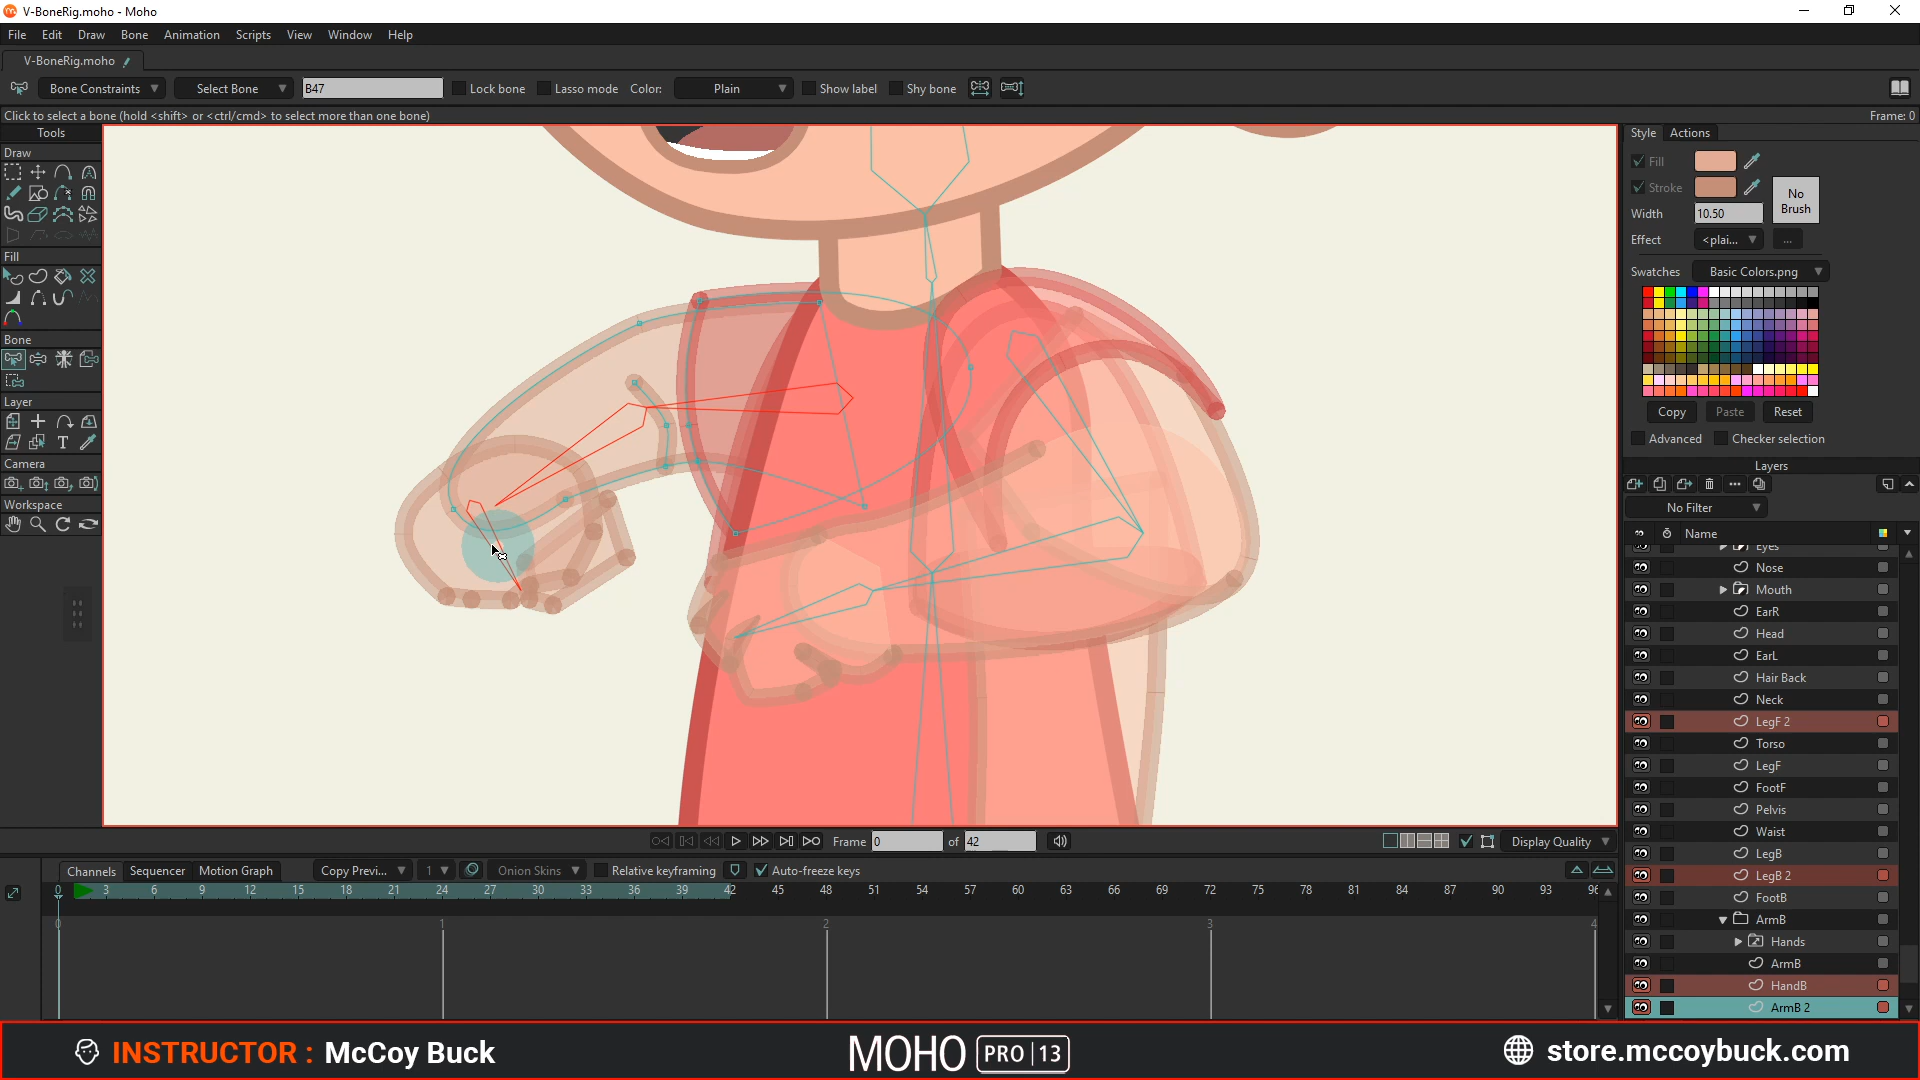 V-BoneRig.moho - Moho
File Edit Draw Bone Animation Scripts View Window Help
V-BoneRig.moho
Bone Constraints Select Bone B47 Lock bone Lasso mode Color: Plain Show label Shy bone
Click to select a bone (hold <shift> or <ctrl/cmd> to select more than one bone) Frame: 0
Tools
Draw
Fill
Bone
Layer
Camera
Workspace
Style Actions
Fill
Stroke
No Brush
Width 10.50
Effect <plai... ...
Swatches Basic Colors.png
Copy Paste Reset
Advanced Checker selection
Layers
No Filter
Name
Eyes
Nose
Mouth
EarR
Head
EarL
Hair Back
Neck
LegF 2
Torso
LegF
FootF
Pelvis
Waist
LegB
LegB 2
FootB
ArmB
Hands
ArmB
HandB
ArmB 2
Frame 0 of 42 Display Quality
Channels Sequencer Motion Graph Copy Previ... 1 Onion Skins Relative keyframing Auto-freeze keys
0 3 6 9 12 15 18 21 24 27 30 33 36 39 42 45 48 51 54 57 60 63 66 69 72 75 78 81 84 87 90 93 96
0 1 2 3 4
INSTRUCTOR : McCoy Buck MOHO PRO 13 store.mccoybuck.com